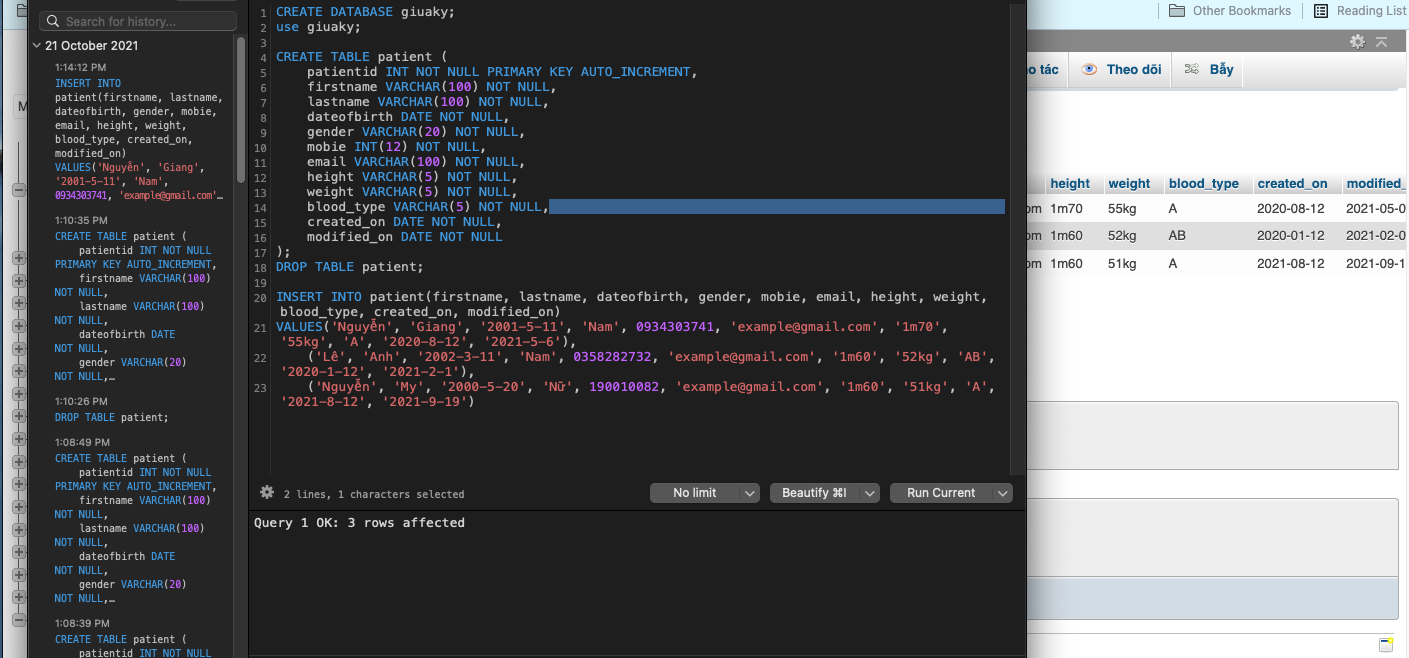 Search for history...
21 October 2021
1:14:12 PM
INSERT INTO
patient(firstname, lastname,
dateofbirth, gender, mobie,
email, height, weight,
blood_type, created_on,
modified_on)
VALUES('Nguyễn', 'Giang',
'2001-5-11', 'Nam',
0934303741, 'example@gmail.com'…
1:10:35 PM
CREATE TABLE patient (
patientid INT NOT NULL
PRIMARY KEY AUTO_INCREMENT,
firstname VARCHAR(100)
NOT NULL,
lastname VARCHAR(100)
NOT NULL,
dateofbirth DATE
NOT NULL,
gender VARCHAR(20)
NOT NULL,…
1:10:26 PM
DROP TABLE patient;
1:08:49 PM
CREATE TABLE patient (
patientid INT NOT NULL
PRIMARY KEY AUTO_INCREMENT,
firstname VARCHAR(100)
NOT NULL,
lastname VARCHAR(100)
NOT NULL,
dateofbirth DATE
NOT NULL,
gender VARCHAR(20)
NOT NULL,…
1:08:39 PM
CREATE TABLE patient (
patientid INT NOT NULL
1 CREATE DATABASE giuaky;
2 use giuaky;
3
4 CREATE TABLE patient (
5 patientid INT NOT NULL PRIMARY KEY AUTO_INCREMENT,
6 firstname VARCHAR(100) NOT NULL,
7 lastname VARCHAR(100) NOT NULL,
8 dateofbirth DATE NOT NULL,
9 gender VARCHAR(20) NOT NULL,
10 mobie INT(12) NOT NULL,
11 email VARCHAR(100) NOT NULL,
12 height VARCHAR(5) NOT NULL,
13 weight VARCHAR(5) NOT NULL,
14 blood_type VARCHAR(5) NOT NULL,
15 created_on DATE NOT NULL,
16 modified_on DATE NOT NULL
17 );
18 DROP TABLE patient;
19
20 INSERT INTO patient(firstname, lastname, dateofbirth, gender, mobie, email, height, weight,
blood_type, created_on, modified_on)
21 VALUES('Nguyễn', 'Giang', '2001-5-11', 'Nam', 0934303741, 'example@gmail.com', '1m70',
'55kg', 'A', '2020-8-12', '2021-5-6'),
22 ('Lê', 'Anh', '2002-3-11', 'Nam', 0358282732, 'example@gmail.com', '1m60', '52kg', 'AB',
'2020-1-12', '2021-2-1'),
23 ('Nguyễn', 'My', '2000-5-20', 'Nữ', 190010082, 'example@gmail.com', '1m60', '51kg', 'A',
'2021-8-12', '2021-9-19')
2 lines, 1 characters selected
No limit
Beautify ⌘I
Run Current
Query 1 OK: 3 rows affected
Other Bookmarks
Reading List
tác Theo dõi Bẫy
height weight blood_type created_on modified_
om 1m70 55kg A 2020-08-12 2021-05-0
1m60 52kg AB 2020-01-12 2021-02-0
om 1m60 51kg A 2021-08-12 2021-09-1
M